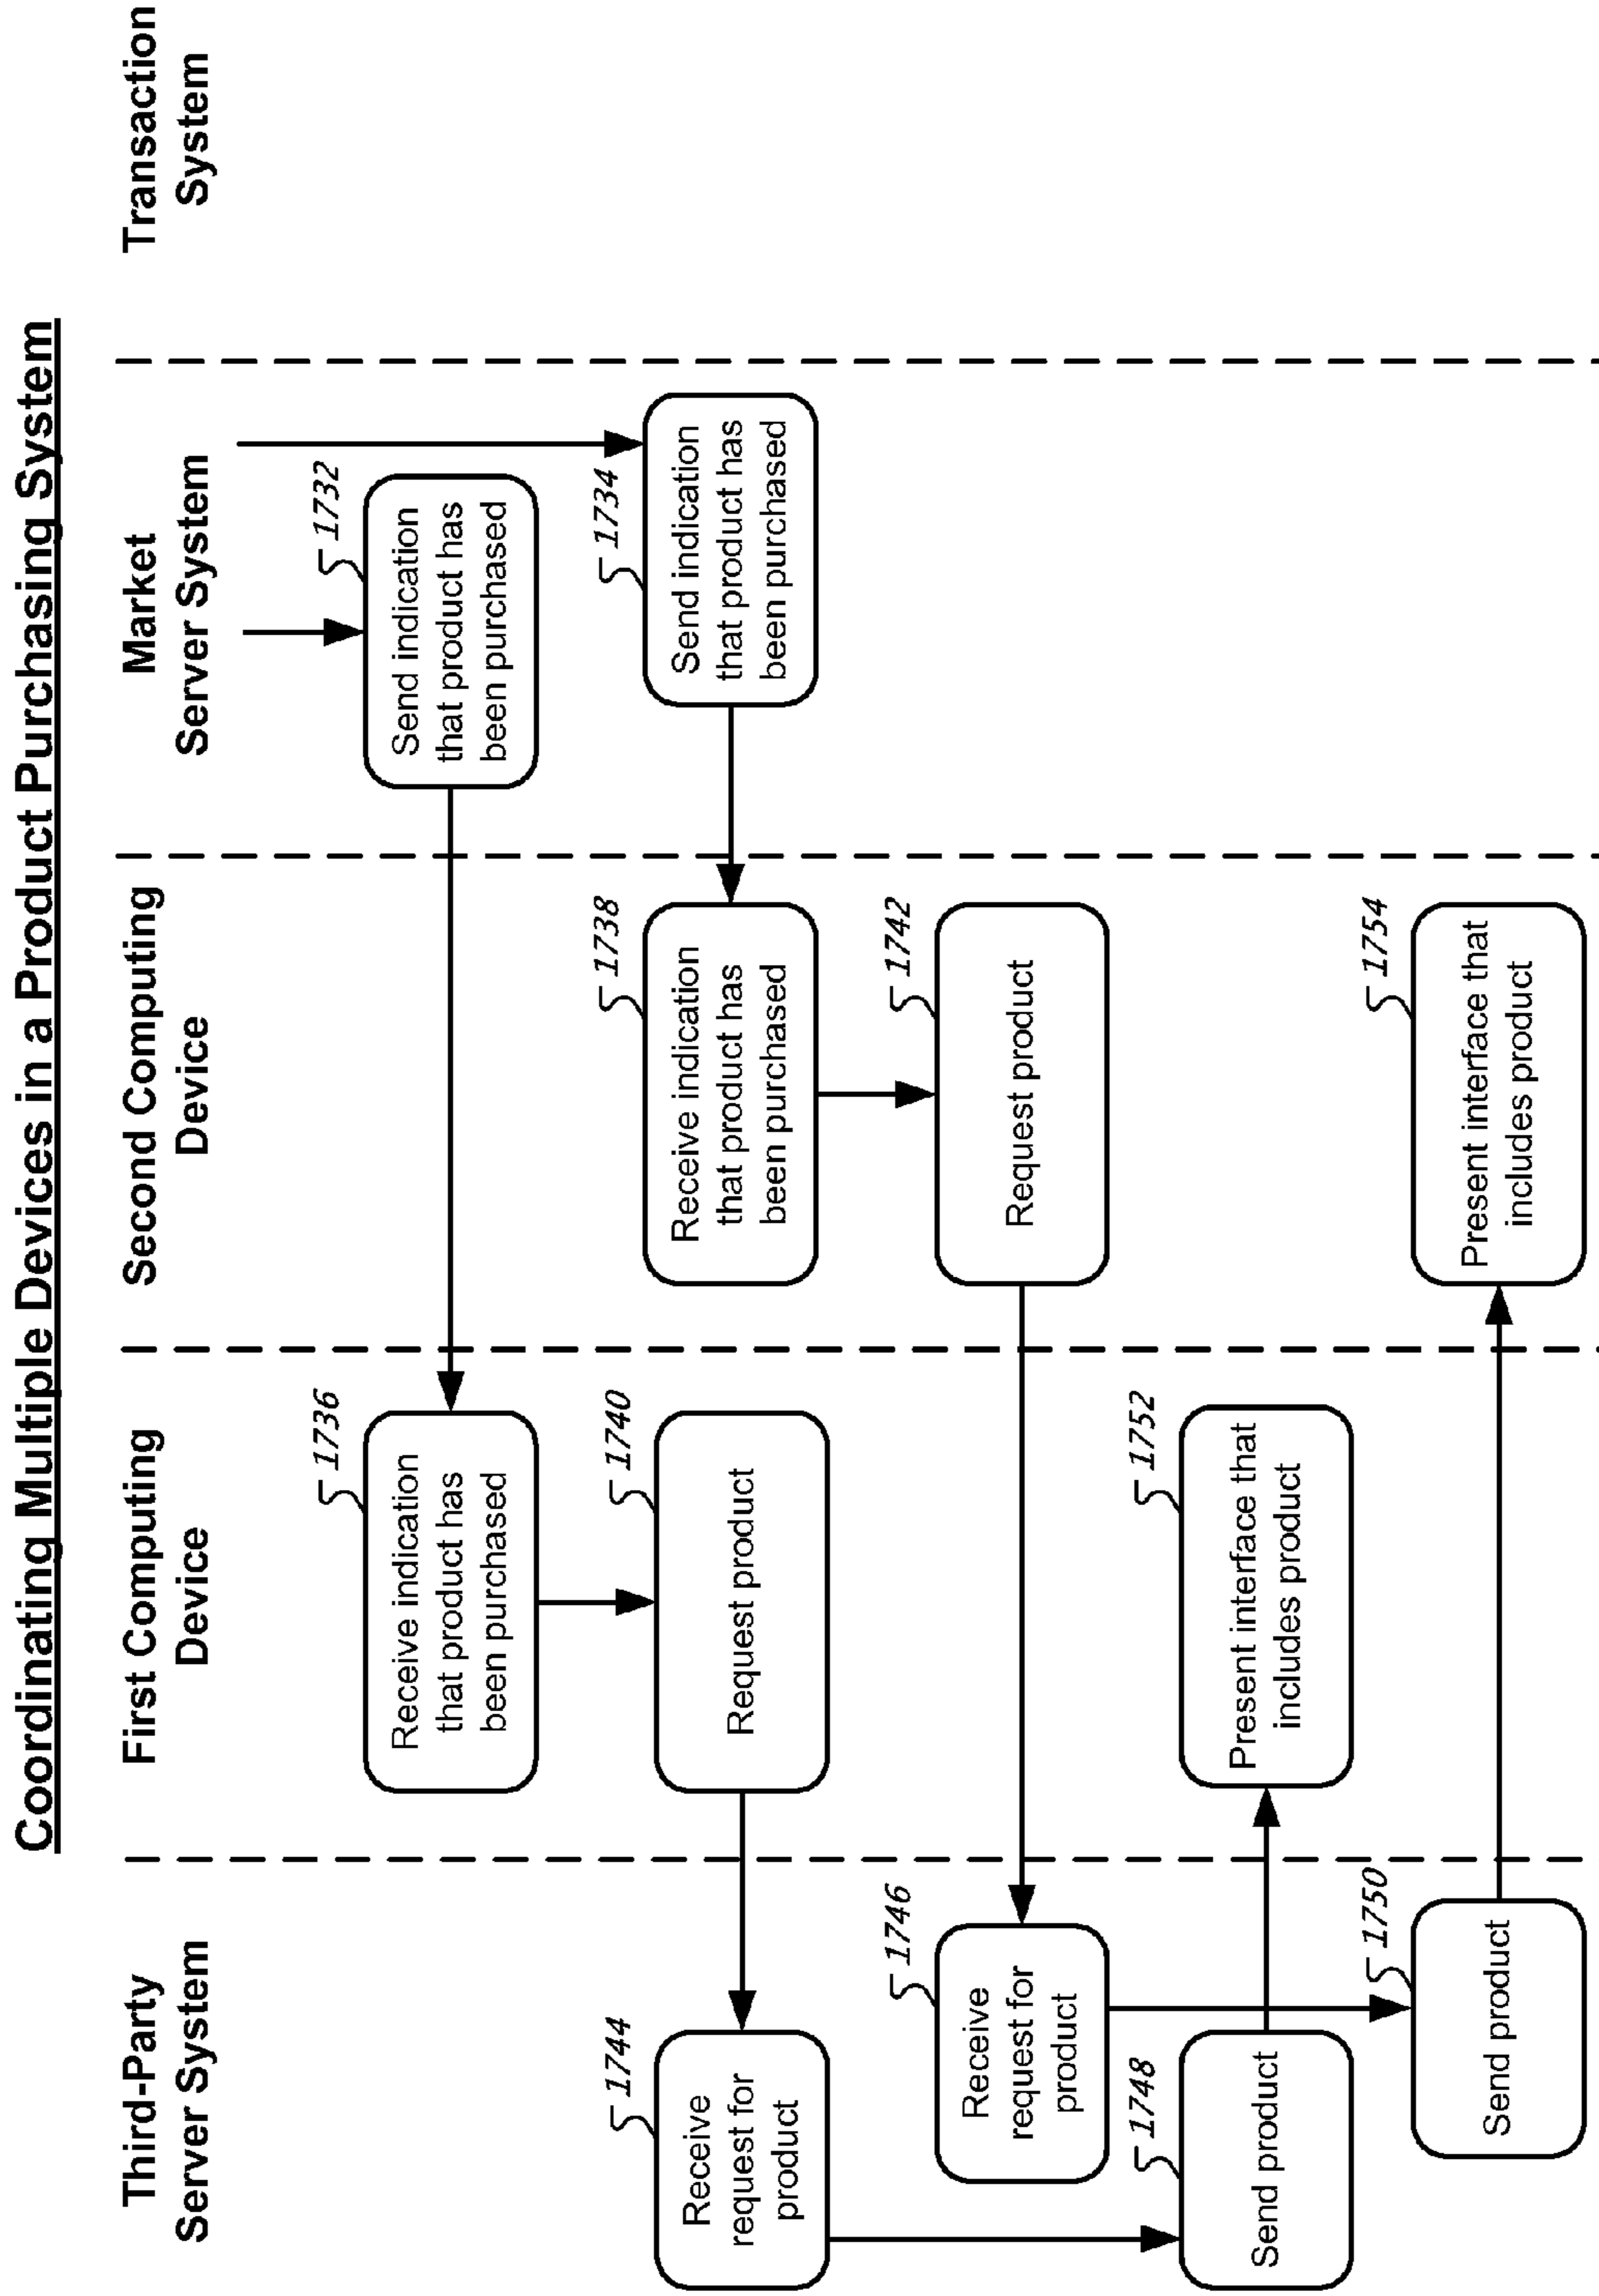 Coordinating Multiple Devices in a Product Purchasing System
Third-Party
Server System
First Computing
Device
Second Computing
Device
Market
Server System
Transaction
System
1732
Send indication
that product has
been purchased
1736
Receive indication
that product has
been purchased
1734
Send indication
that product has
been purchased
1738
Receive indication
that product has
been purchased
1740
Request product
1744
Receive
request for
product
1742
Request product
1746
Receive
request for
product
1748
Send product
1752
Present interface that
includes product
1750
Send product
1754
Present interface that
includes product